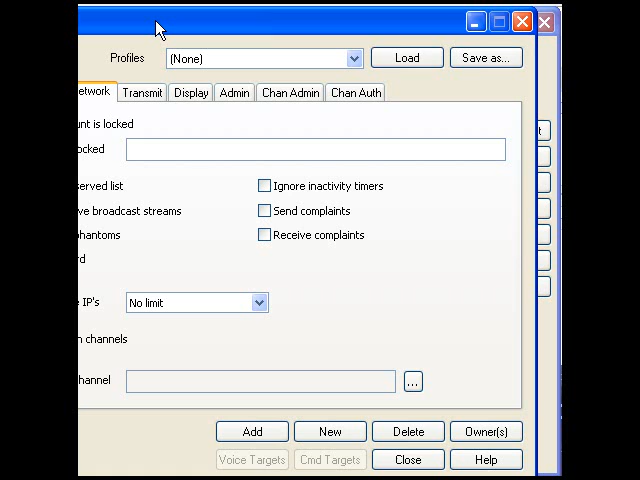 Profiles (None) Load Save as...
etwork Transmit Display Admin Chan Admin Chan Auth
unt is locked
ocked
served list Ignore inactivity timers
ve broadcast streams Send complaints
phantoms Receive complaints
rd
e IP's No limit
n channels
hannel ...
Add New Delete Owner(s)
Voice Targets Cmd Targets Close Help